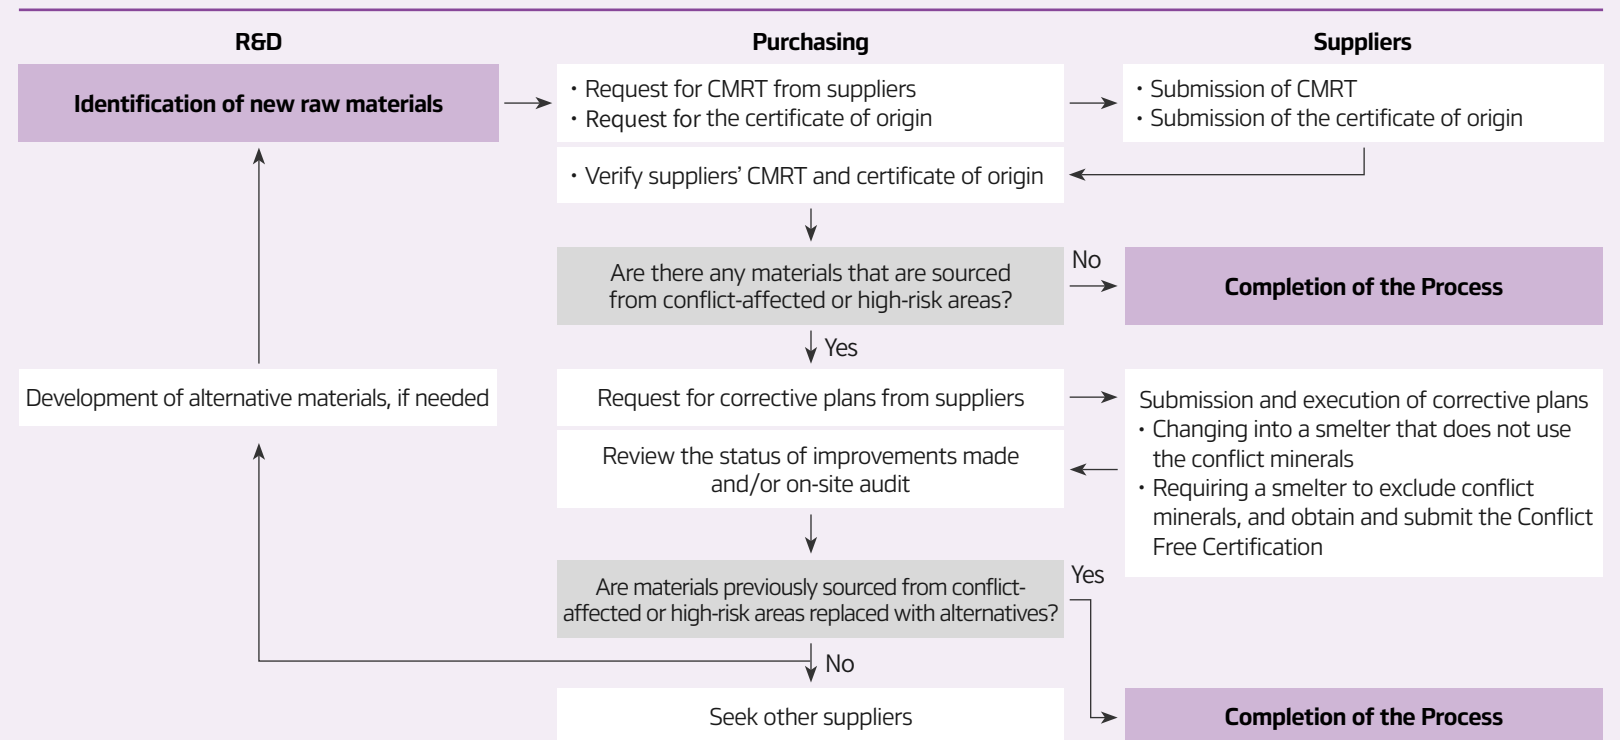 R&D
Purchasing
Suppliers
Identification of new raw materials
· Request for CMRT from suppliers
· Request for the certificate of origin
· Submission of CMRT
· Submission of the certificate of origin
· Verify suppliers’ CMRT and certificate of origin
Are there any materials that are sourced
from conflict-affected or high-risk areas?
No
Completion of the Process
Yes
Development of alternative materials, if needed
Request for corrective plans from suppliers
Submission and execution of corrective plans
· Changing into a smelter that does not use
the conflict minerals
· Requiring a smelter to exclude conflict
minerals, and obtain and submit the Conflict
Free Certification
Review the status of improvements made
and/or on-site audit
Are materials previously sourced from conflict-
affected or high-risk areas replaced with alternatives?
Yes
No
Seek other suppliers
Completion of the Process